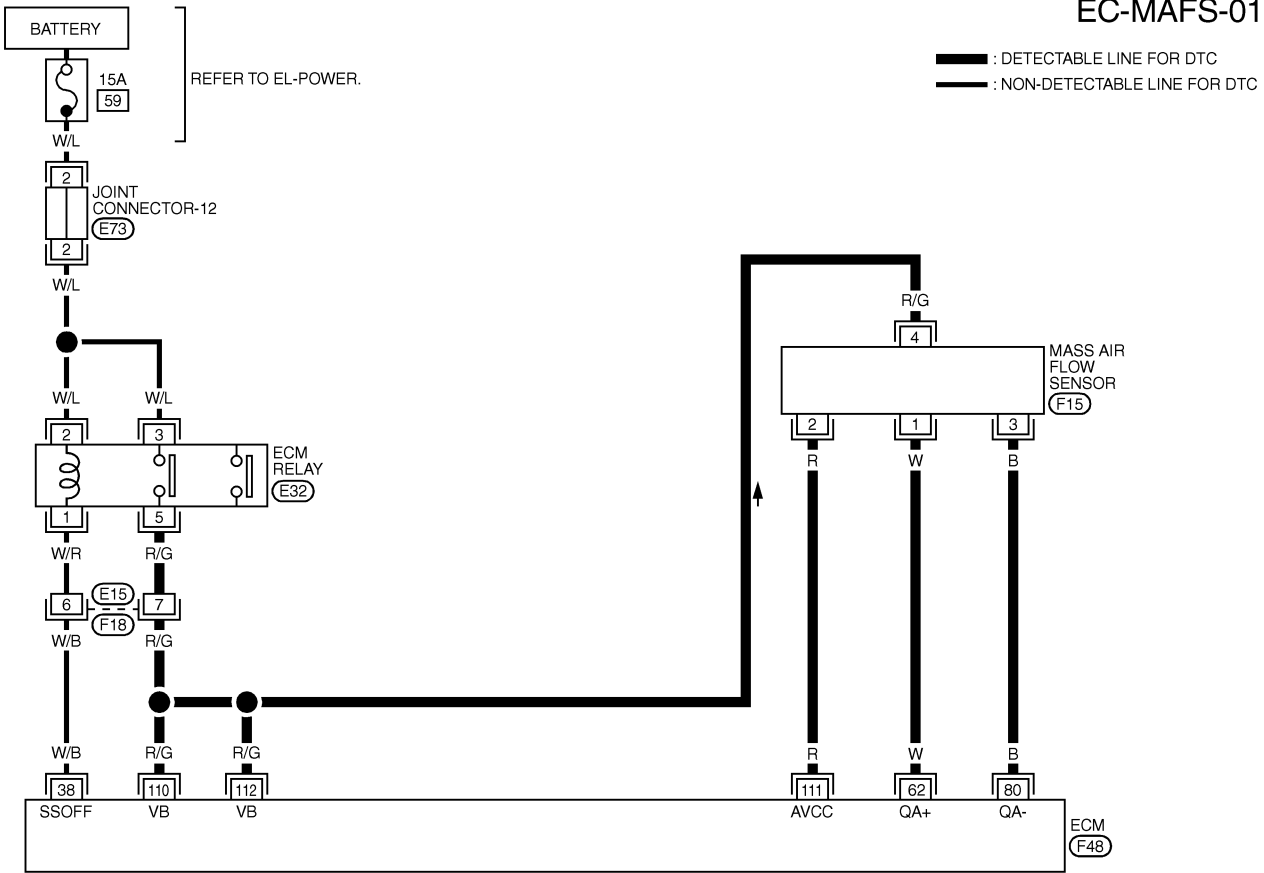 EC-MAFS-01
BATTERY
15A
59
REFER TO EL-POWER.
: DETECTABLE LINE FOR DTC
: NON-DETECTABLE LINE FOR DTC
W/L
2
JOINT
CONNECTOR-12
E73
2
W/L
W/L
W/L
2
3
ECM
RELAY
E32
1
5
W/R
R/G
6
E15
7
F18
W/B
R/G
R/G
4
MASS AIR
FLOW
SENSOR
F15
2
1
3
R
W
B
W/B
R/G
R/G
R
W
B
38
110
112
111
62
80
SSOFF
VB
VB
AVCC
QA+
QA-
ECM
F48